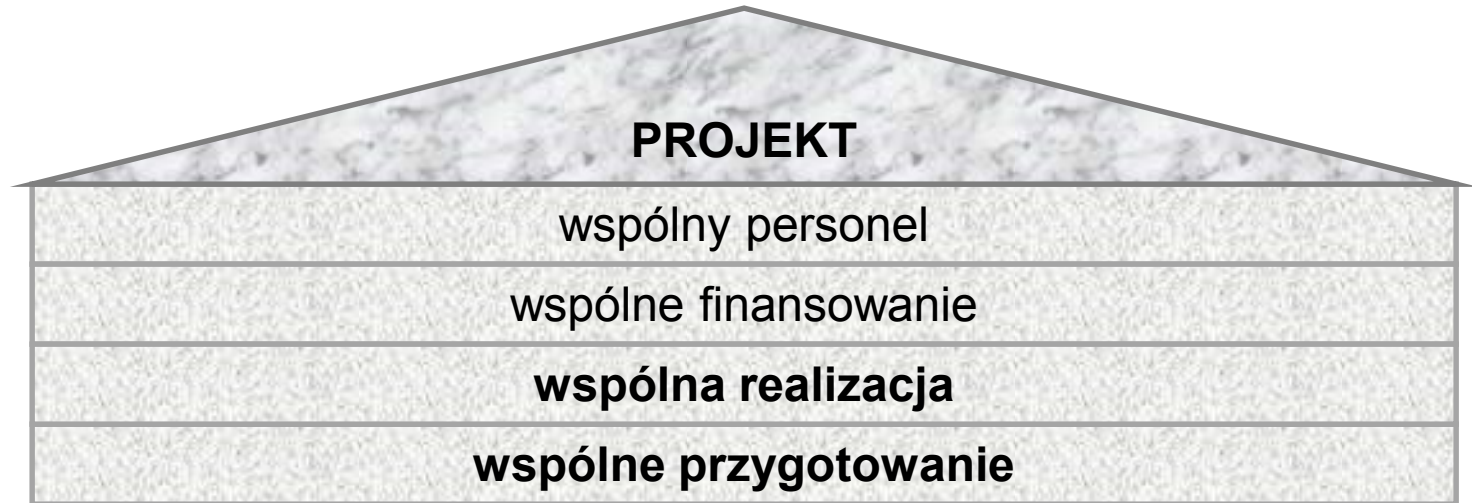 PROJEKT
wspólny personel
wspólne finansowanie
wspólna realizacja
wspólne przygotowanie